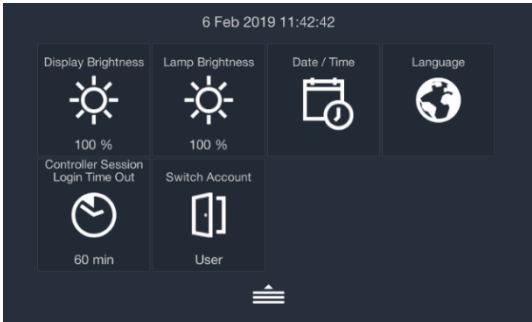 6 Feb 2019 11:42:42
Display Brightness
100 %
Lamp Brightness
100 %
Date / Time
Language
Controller Session
Login Time Out
60 min
Switch Account
User